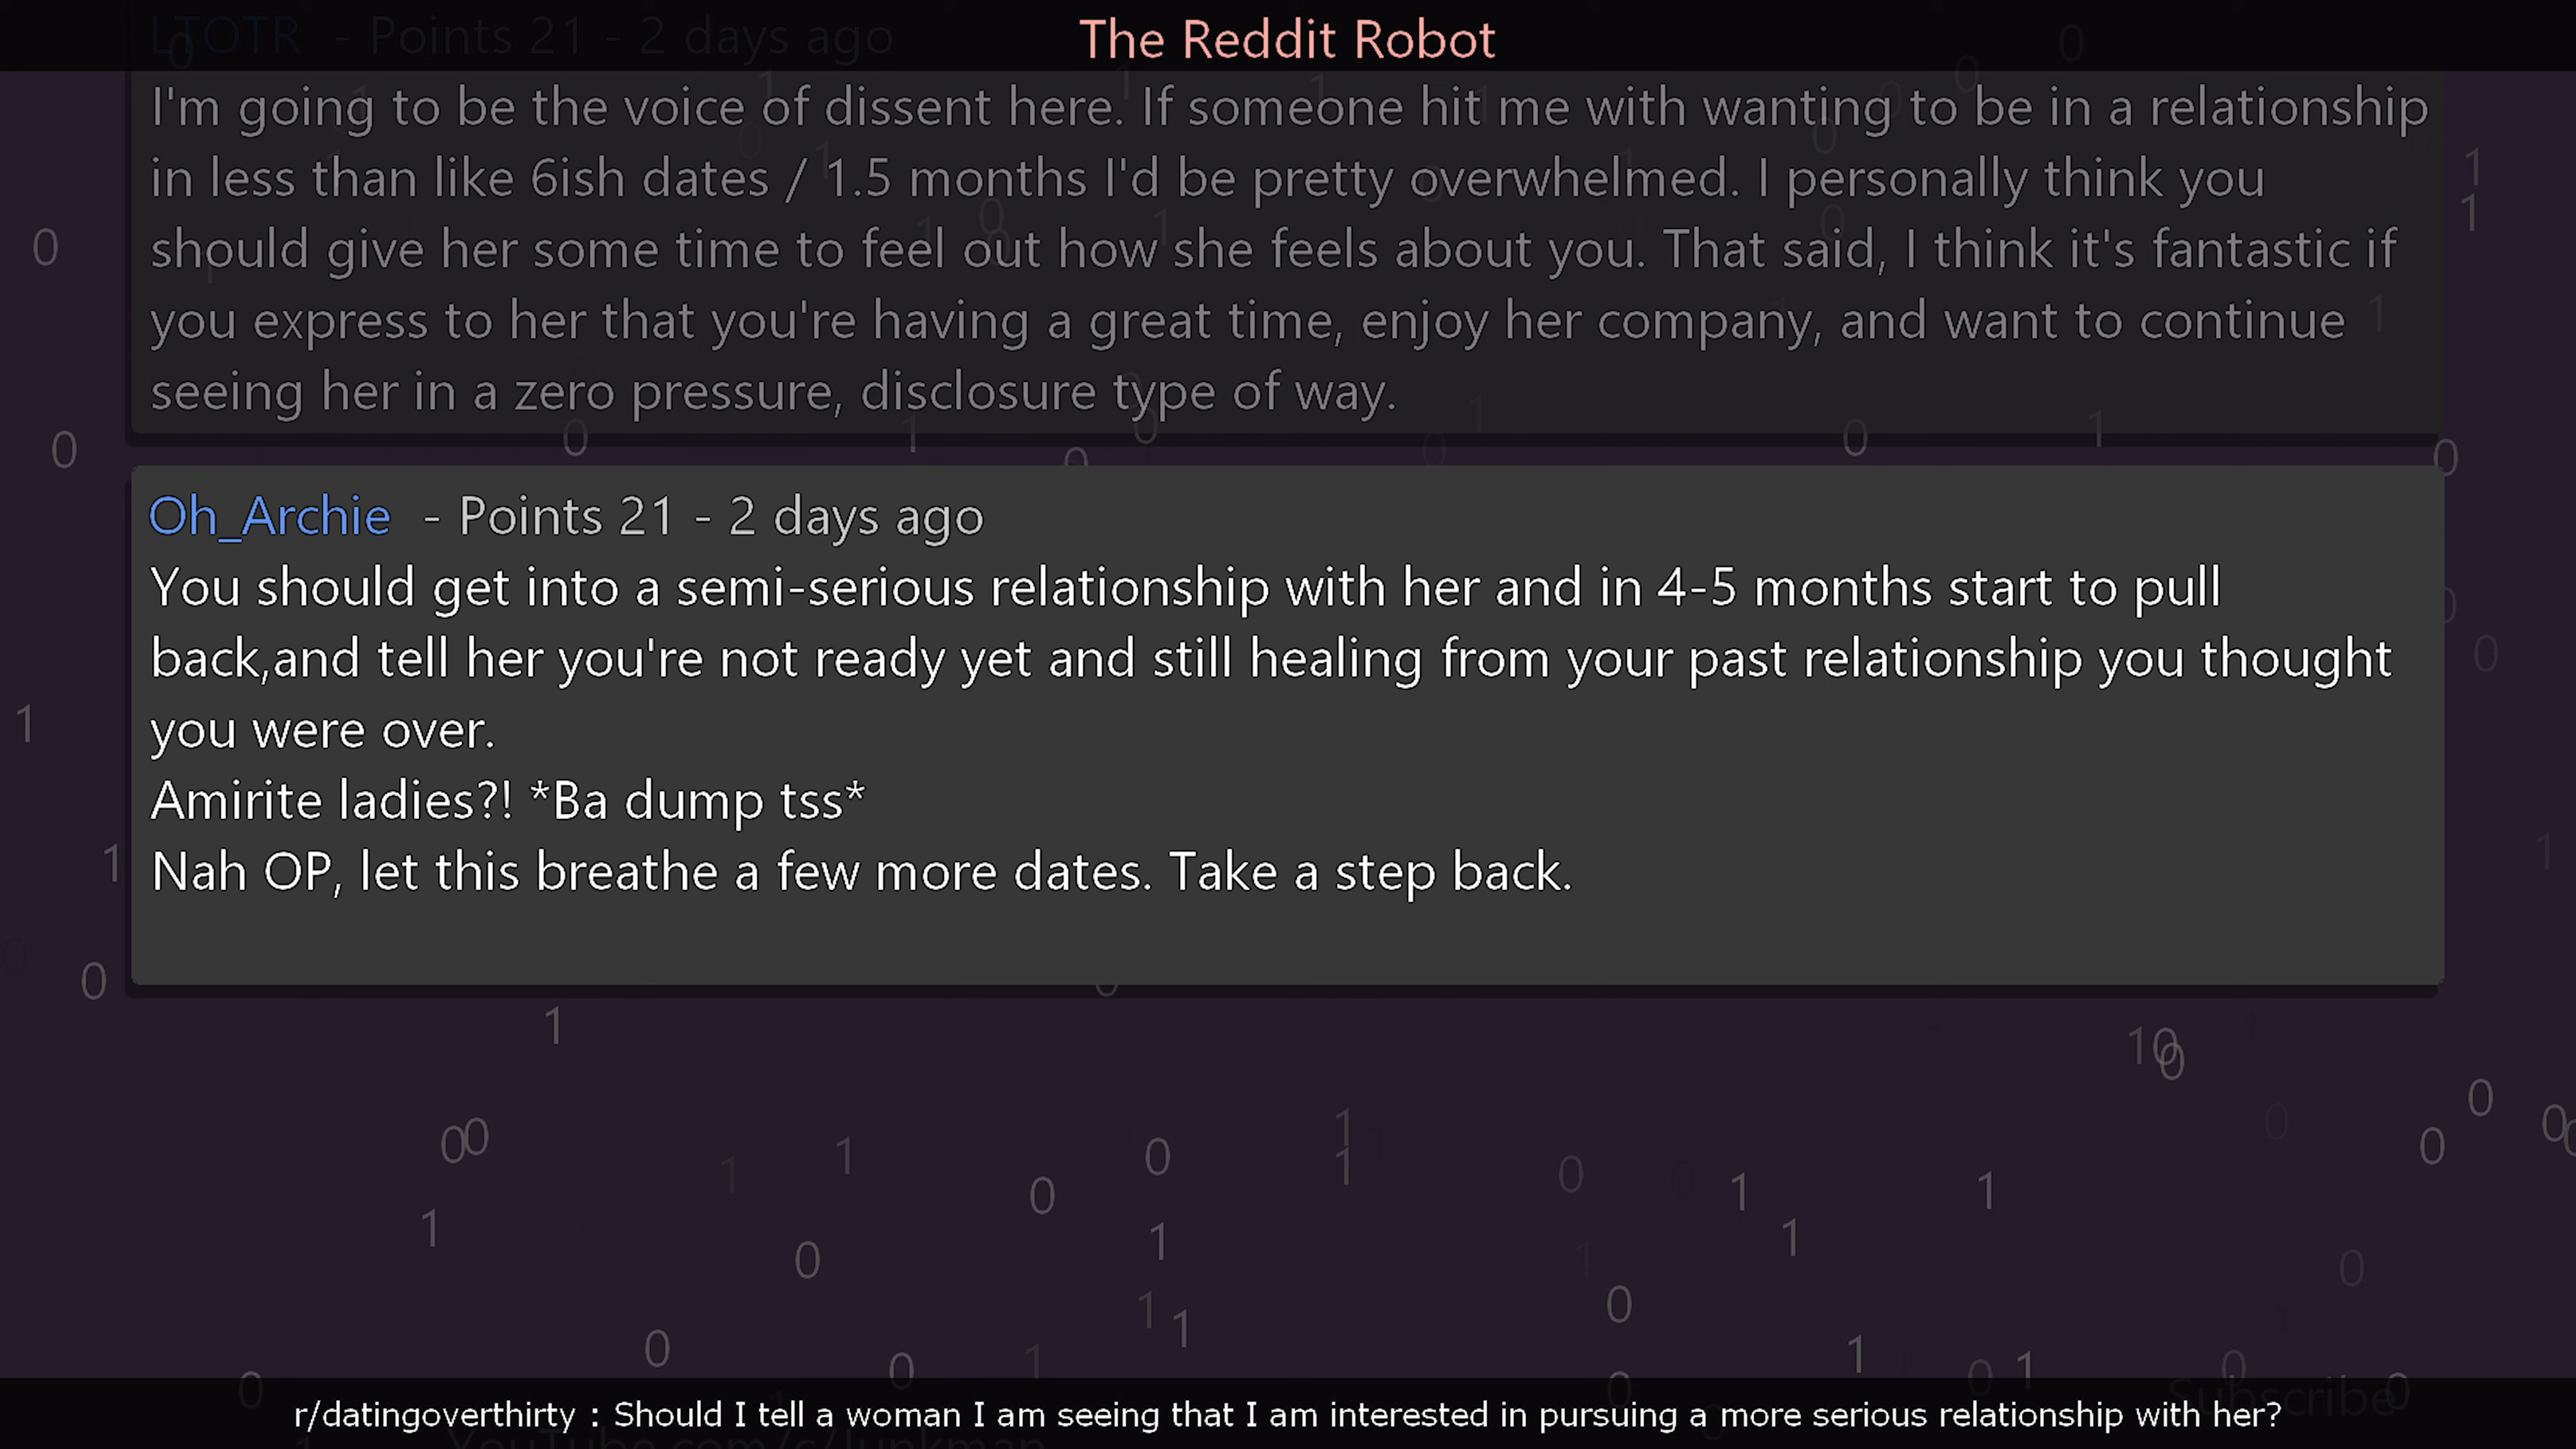 The Reddit Robot
LTOTR - Points 21 - 2 days ago
I'm going to be the voice of dissent here. If someone hit me with wanting to be in a relationship
in less than like 6ish dates / 1.5 months I'd be pretty overwhelmed. I personally think you
should give her some time to feel out how she feels about you. That said, I think it's fantastic if
you express to her that you're having a great time, enjoy her company, and want to continue
seeing her in a zero pressure, disclosure type of way.
Oh_Archie - Points 21 - 2 days ago
You should get into a semi-serious relationship with her and in 4-5 months start to pull
back,and tell her you're not ready yet and still healing from your past relationship you thought
you were over.
Amirite ladies?! *Ba dump tss*
Nah OP, let this breathe a few more dates. Take a step back.
Subscribe
r/datingoverthirty : Should I tell a woman I am seeing that I am interested in pursuing a more serious relationship with her?